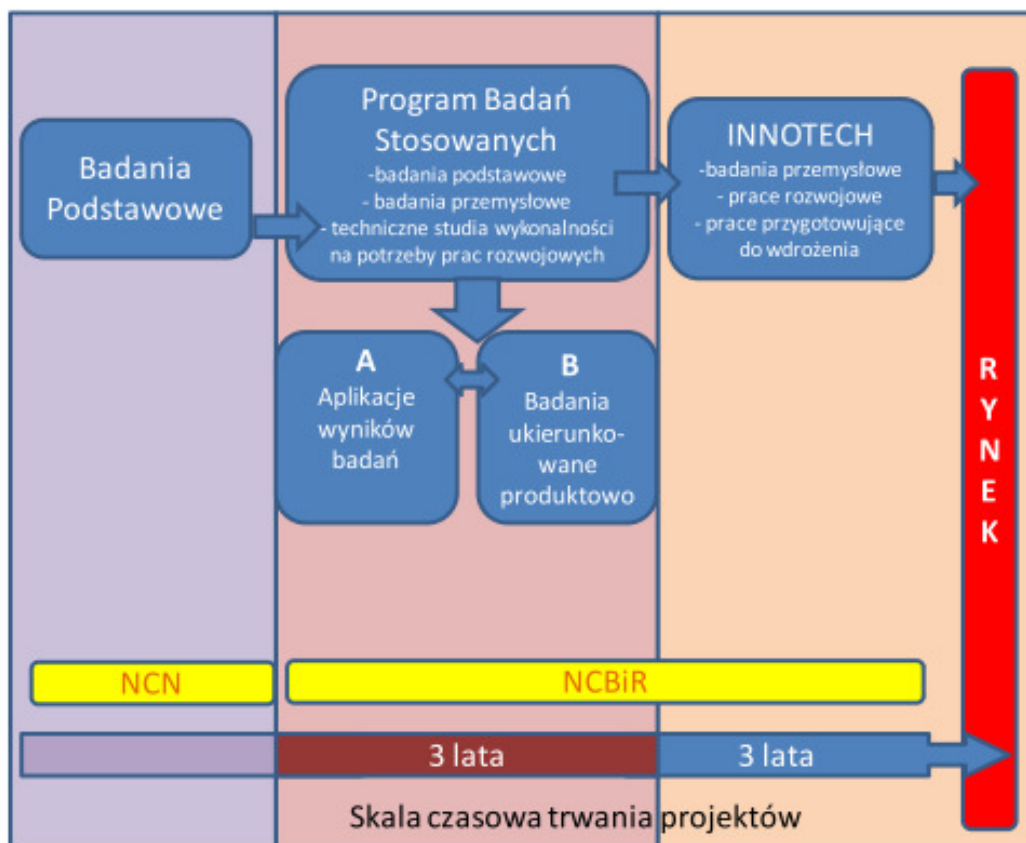 Badania
Podstawowe
Program Badań
Stosowanych
-badania podstawowe
- badania przemysłowe
- techniczne studia wykonalności
na potrzeby prac rozwojowych
INNOTECH
-badania przemysłowe
- prace rozwojowe
- prace przygotowujące
do wdrożenia
A
Aplikacje
wyników
badań
B
Badania
ukierunko-
wane
produktowo
R
Y
N
E
K
NCN
NCBiR
3 lata
3 lata
Skala czasowa trwania projektów